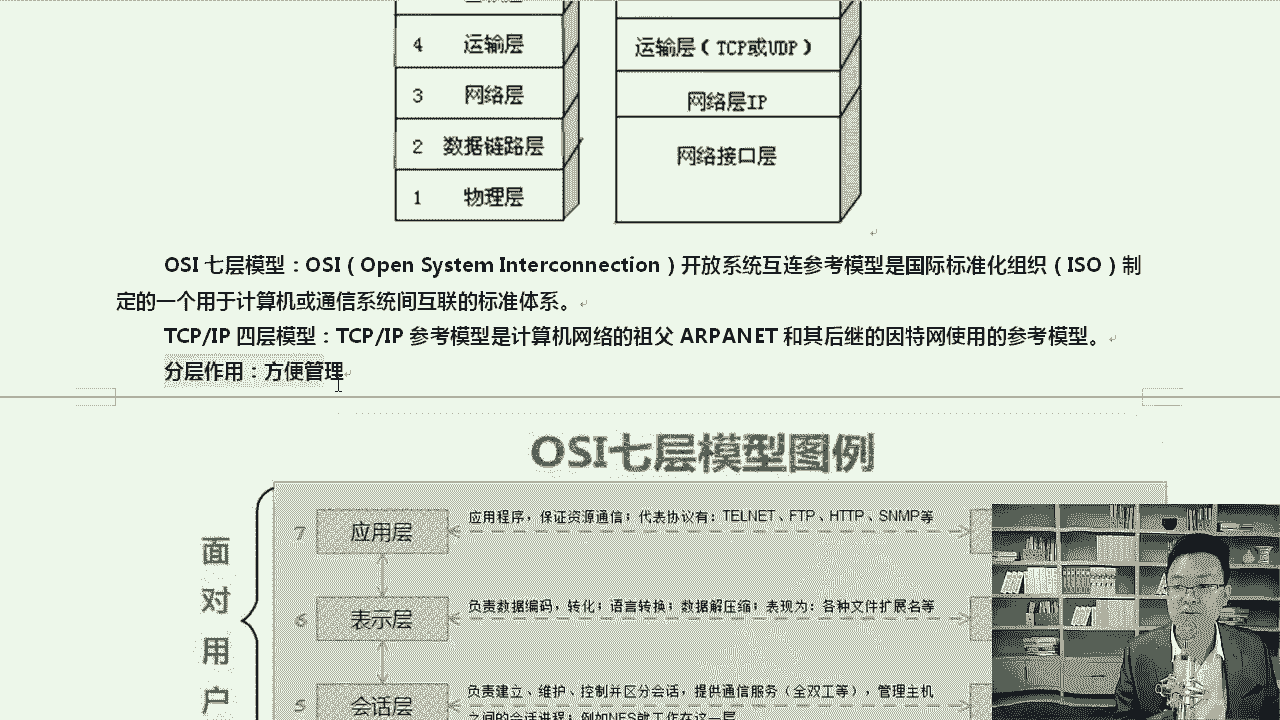 4 运输层
3 网络层
2 数据链路层
1 物理层
运输层（TCP或UDP）
网络层IP
网络接口层
OSI 七层模型：OSI（Open System Interconnection）开放系统互连参考模型是国际标准化组织（ISO）制
定的一个用于计算机或通信系统间互联的标准体系。
TCP/IP 四层模型：TCP/IP 参考模型是计算机网络的祖父 ARPANET 和其后继的因特网使用的参考模型。
分层作用：方便管理
OSI七层模型图例
面对用户
7 应用层 应用程序，保证资源通信；代表协议有：TELNET、FTP、HTTP、SNMP等
6 表示层 负责数据编码，转化；语言转换；数据解压缩；表现为：各种文件扩展名等
5 会话层 负责建立、维护、控制并区分会话，提供通信服务（全双工等），管理主机
之间的会话进程；例如NFS就工作在这一层